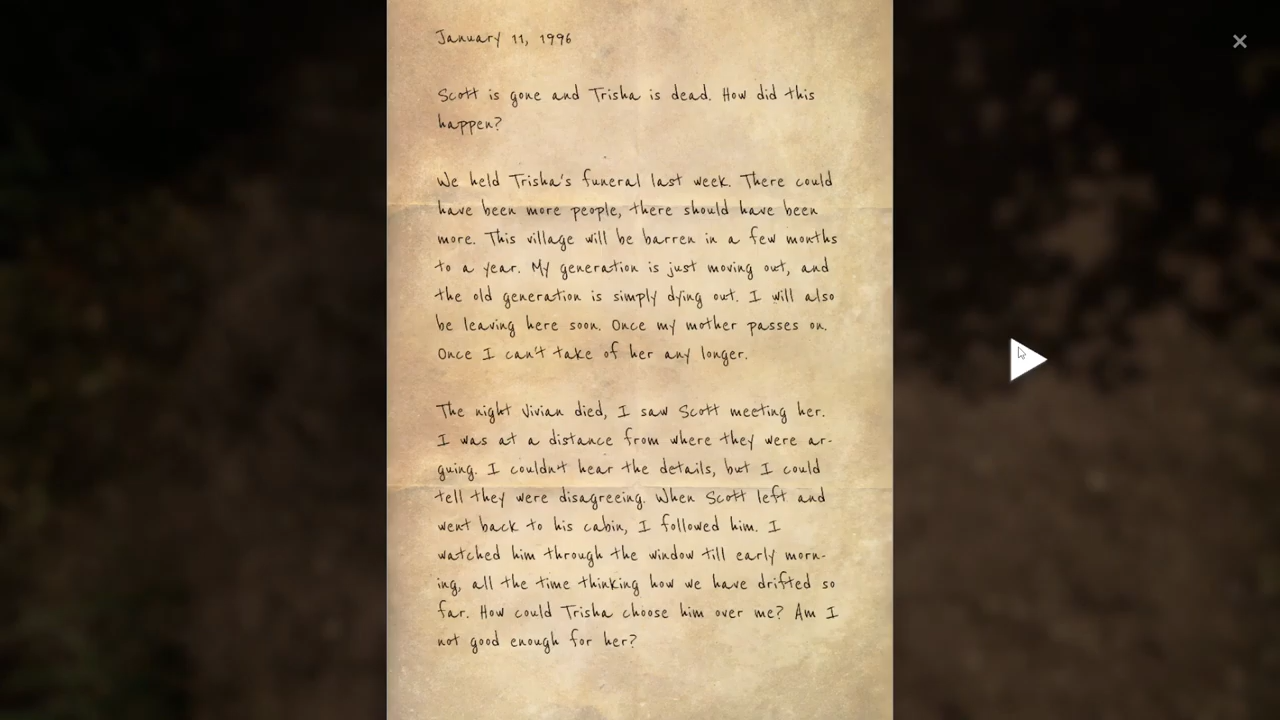 January 11, 1996
Scott is gone and Trisha is dead. How did this
happen?
We held Trisha's funeral last week. There could
have been more people, there should have been
more. This village will be barren in a few months
to a year. My generation is just moving out, and
the old generation is simply dying out. I will also
be leaving here soon. Once my mother passes on.
Once I can't take of her any longer.
The night Vivian died, I saw Scott meeting her.
I was at a distance from where they were ar-
guing. I couldn't hear the details, but I could
tell they were disagreeing. When Scott left and
went back to his cabin, I followed him. I
watched him through the window till early morn-
ing, all the time thinking how we have drifted so
far. How could Trisha choose him over me? Am I
not good enough for her?